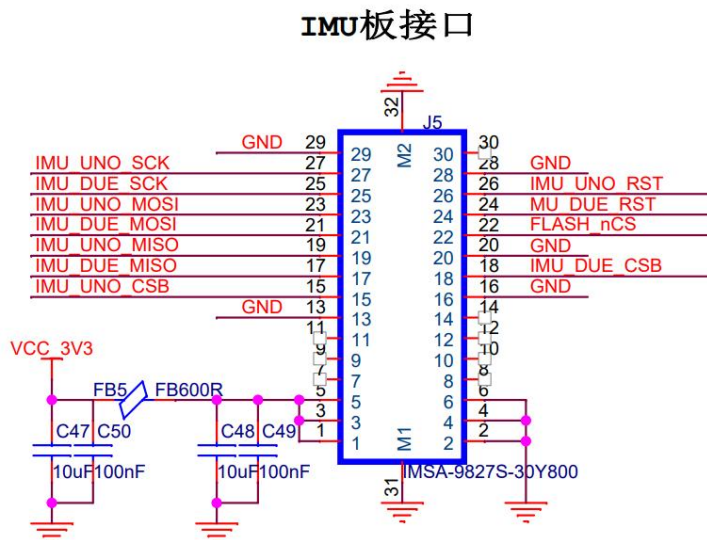 IMU板接口
32
J5
GND 29 29 M2 30 30
IMU_UNO_SCK 27 27 28 28 GND
IMU_DUE_SCK 25 25 26 26 IMU_UNO_RST
IMU_UNO_MOSI 23 23 24 24 MU_DUE_RST
IMU_DUE_MOSI 21 21 22 22 FLASH_nCS
IMU_UNO_MISO 19 19 20 20 GND
IMU_DUE_MISO 17 17 18 18 IMU_DUE_CSB
IMU_UNO_CSB 15 15 16 16 GND
GND 13 13 14 14
11 11 12 12
VCC_3V3 9 9 10 10
7 7 8 8
FB5 FB600R 5 5 6 6
3 3 4 4
C47 C50 C48 C49 1 1 M1 2 2
10uF 100nF 10uF 100nF IMSA-9827S-30Y800
31